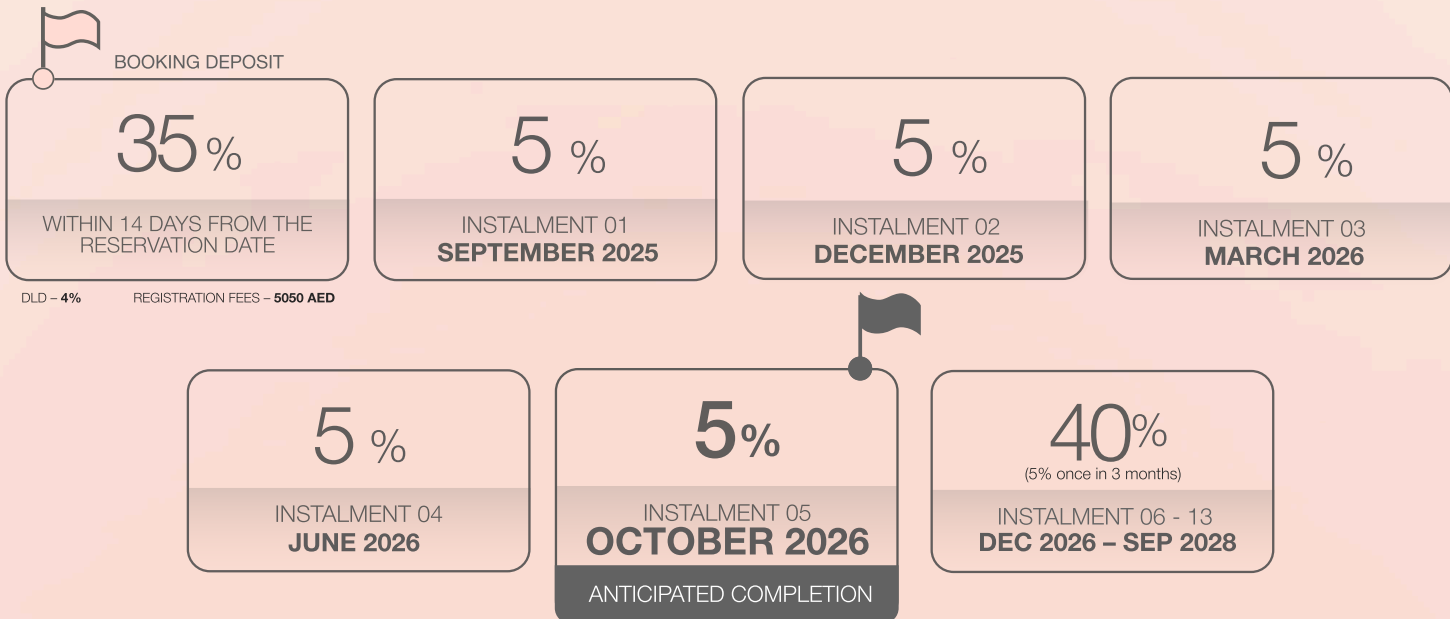 BOOKING DEPOSIT
35 %
WITHIN 14 DAYS FROM THE
RESERVATION DATE
DLD – 4%
REGISTRATION FEES – 5050 AED
5 %
INSTALMENT 01
SEPTEMBER 2025
5 %
INSTALMENT 02
DECEMBER 2025
5 %
INSTALMENT 03
MARCH 2026
5 %
INSTALMENT 04
JUNE 2026
5%
INSTALMENT 05
OCTOBER 2026
ANTICIPATED COMPLETION
40%
(5% once in 3 months)
INSTALMENT 06 - 13
DEC 2026 – SEP 2028